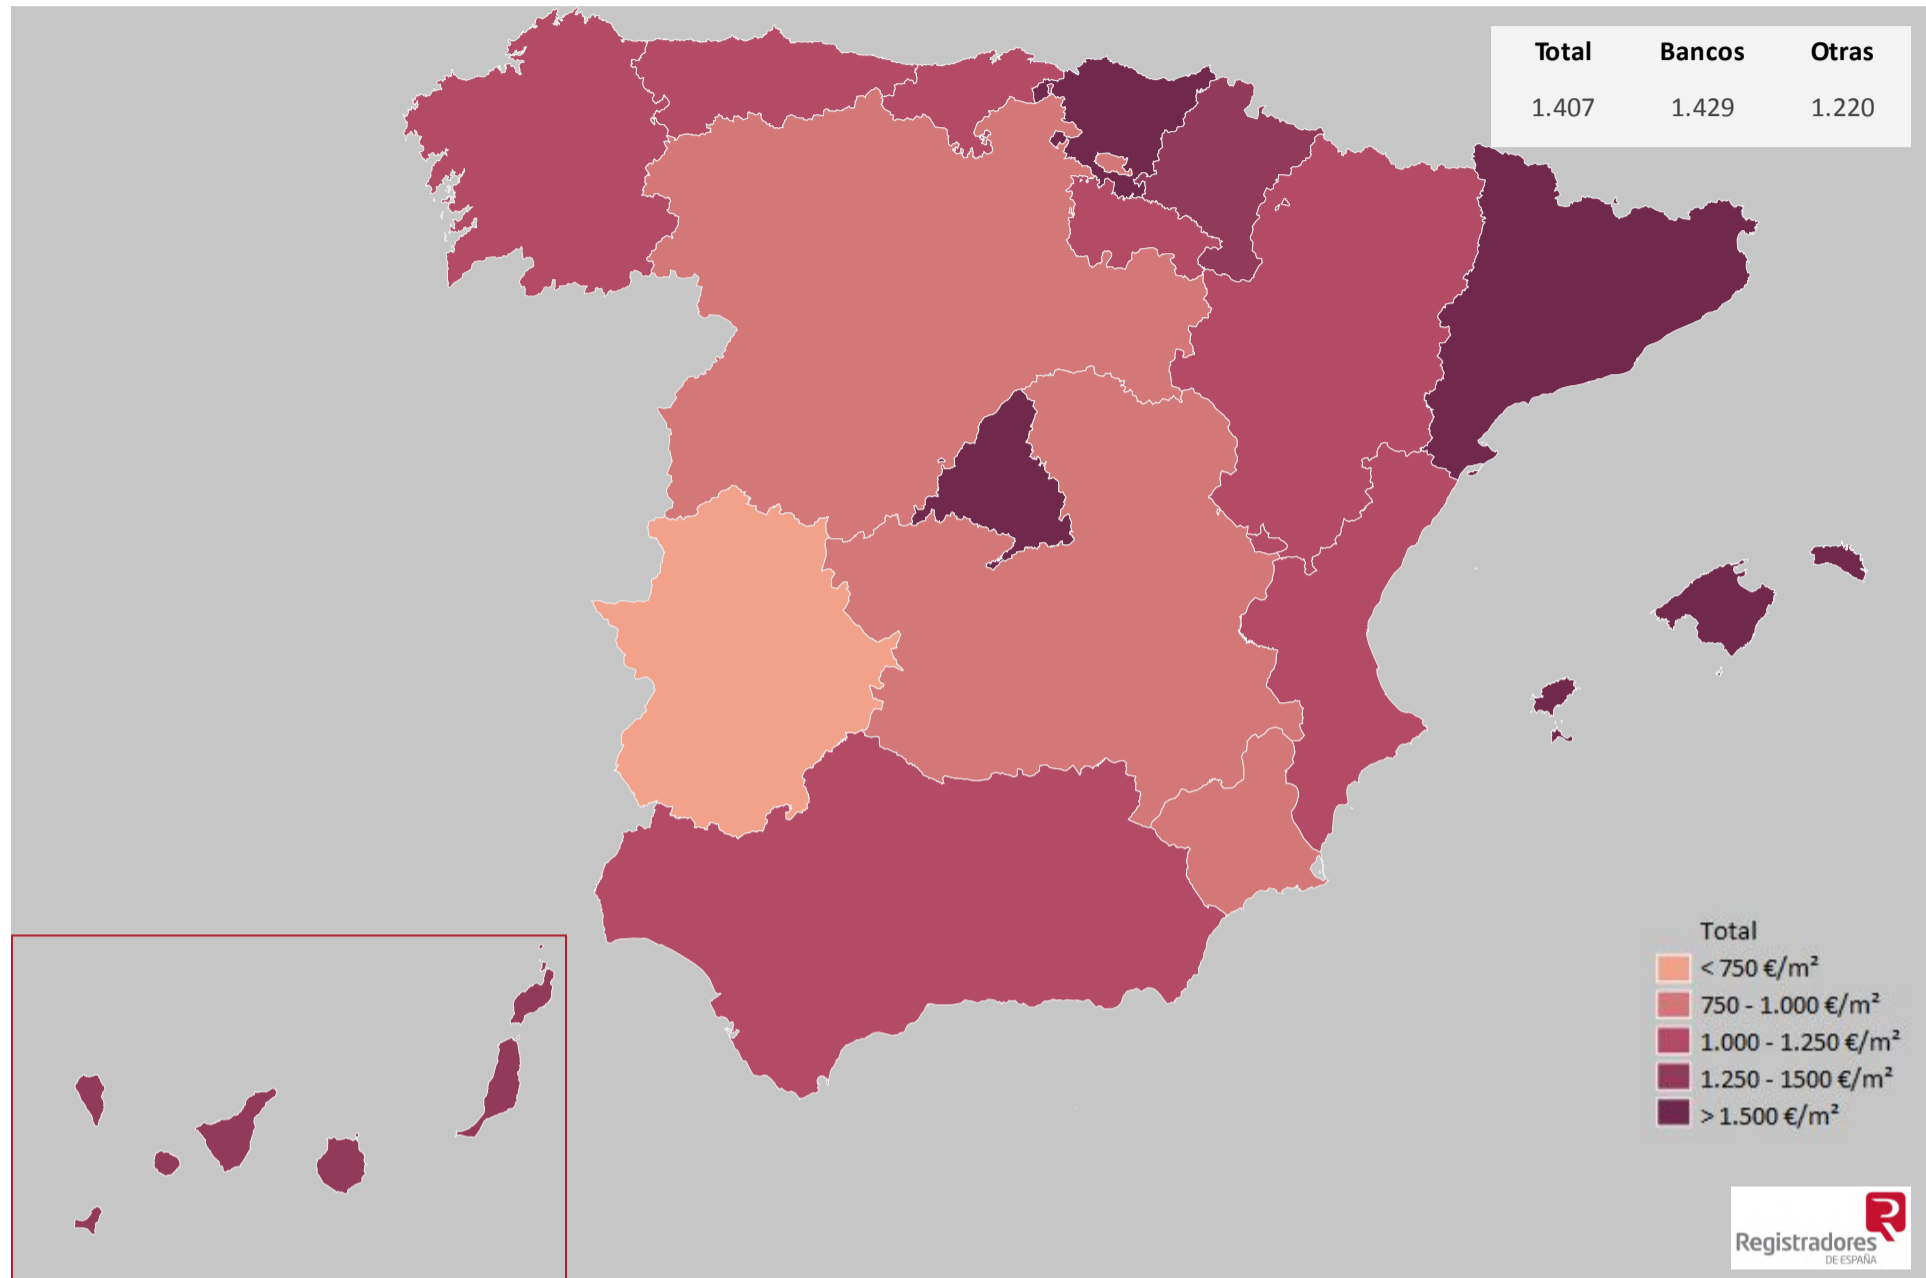 Total Bancos Otras
1.407 1.429 1.220
Total
< 750 €/m²
750 - 1.000 €/m²
1.000 - 1.250 €/m²
1.250 - 1500 €/m²
> 1.500 €/m²
Registradores
DE ESPAÑA